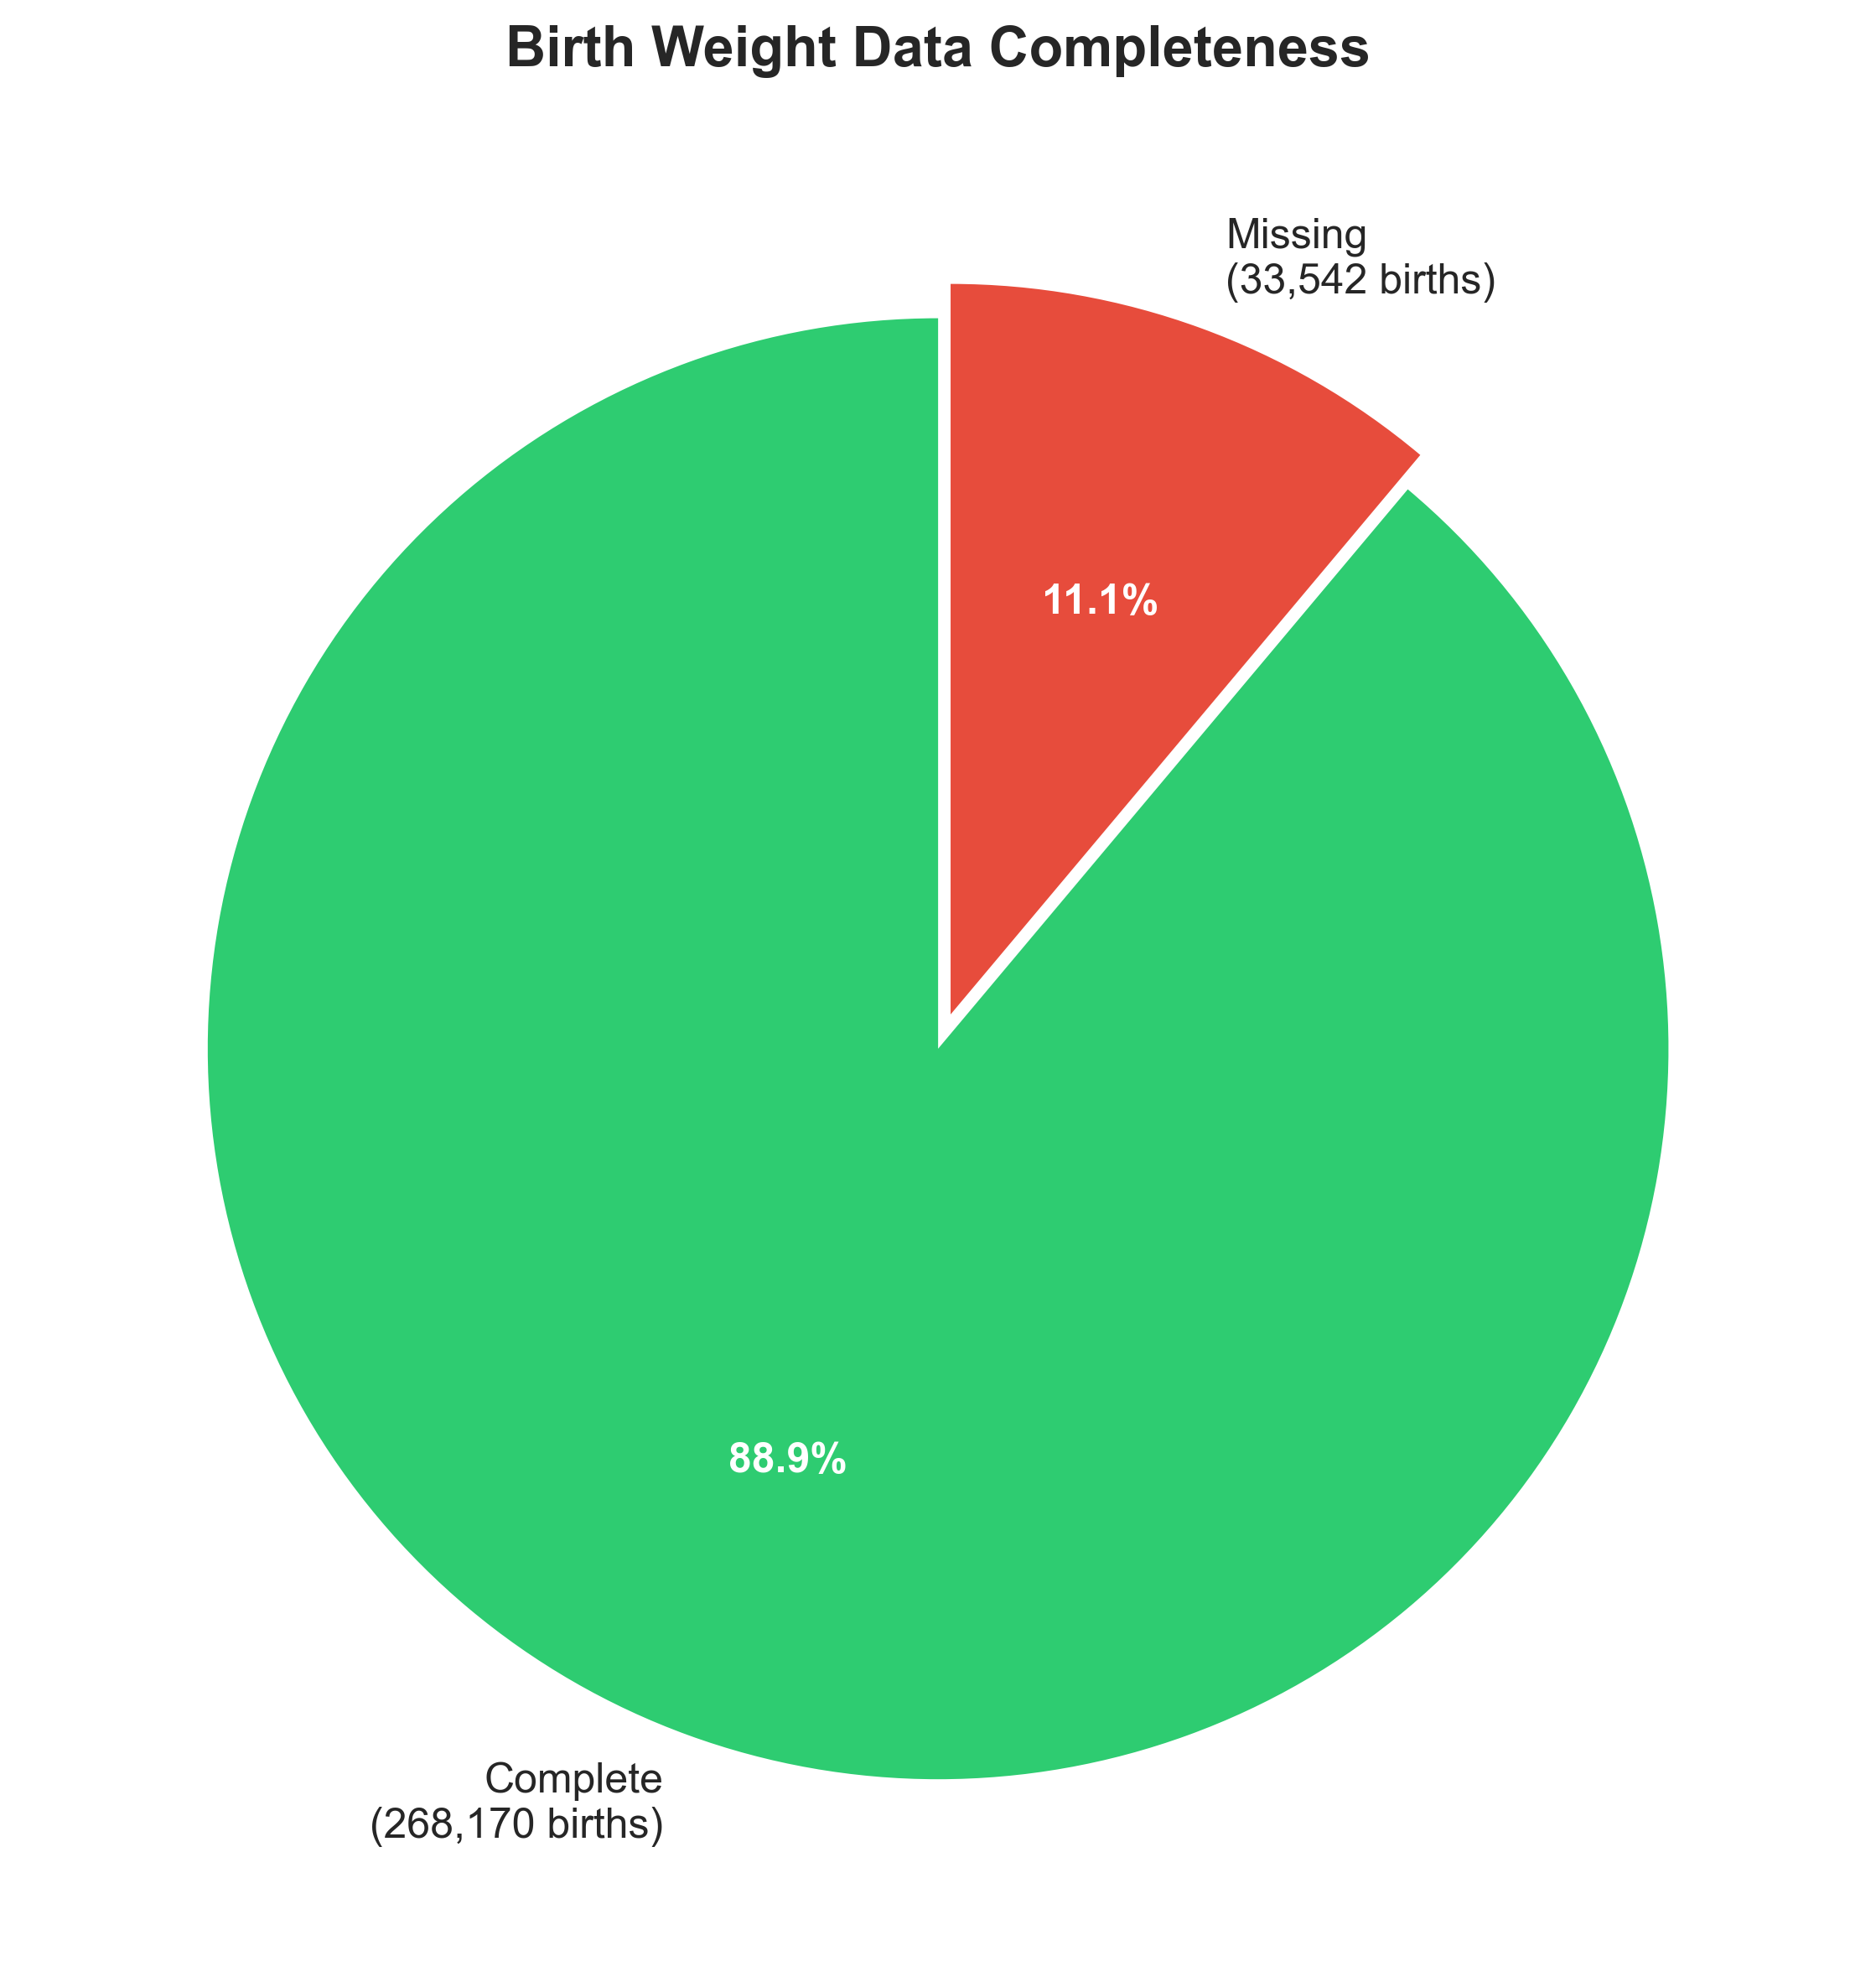 Birth Weight Data Completeness
Missing
(33,542 births)
11.1%
88.9%
Complete
(268,170 births)